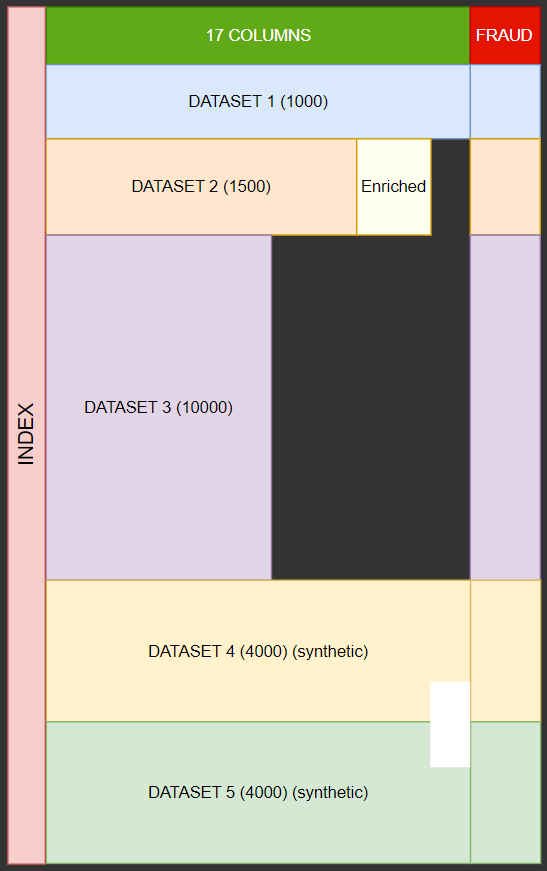 17 COLUMNS
FRAUD
DATASET 1 (1000)
DATASET 2 (1500)
Enriched
DATASET 3 (10000)
INDEX
DATASET 4 (4000) (synthetic)
DATASET 5 (4000) (synthetic)